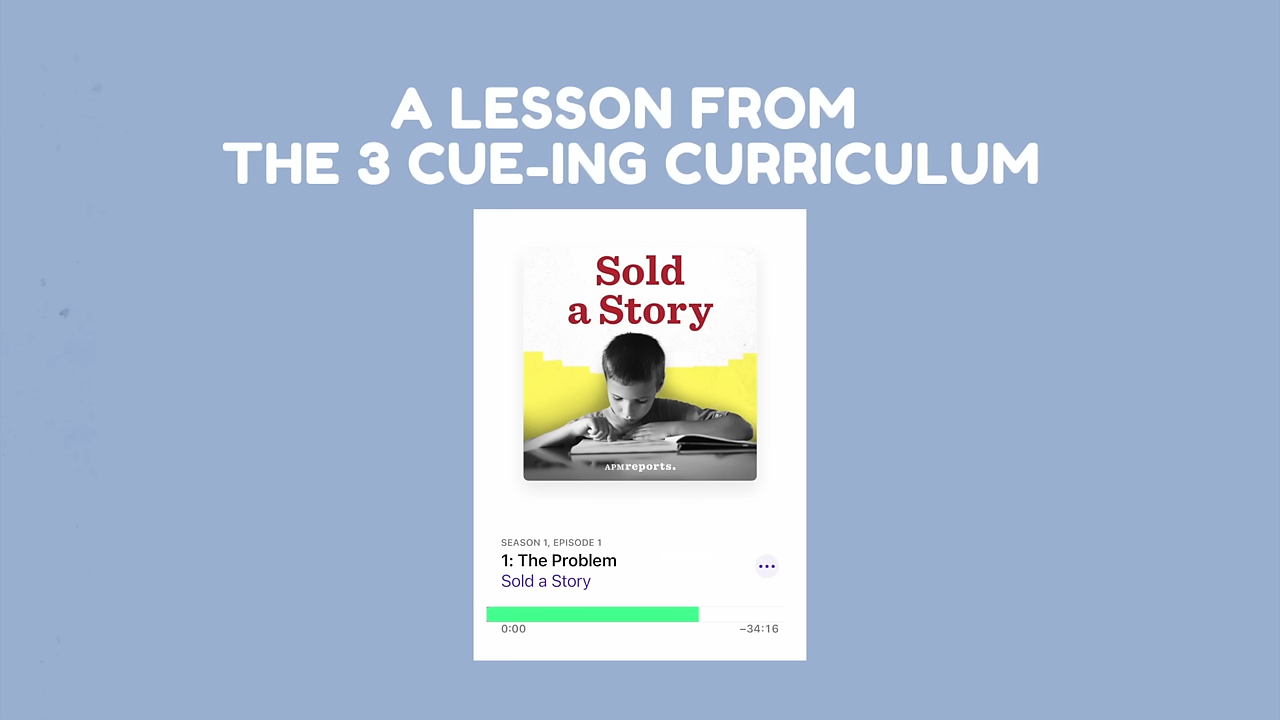 A LESSON FROM
THE 3 CUE-ING CURRICULUM
Sold
a Story
APMreports.
SEASON 1, EPISODE 1
1: The Problem
Sold a Story
0:00
–34:16